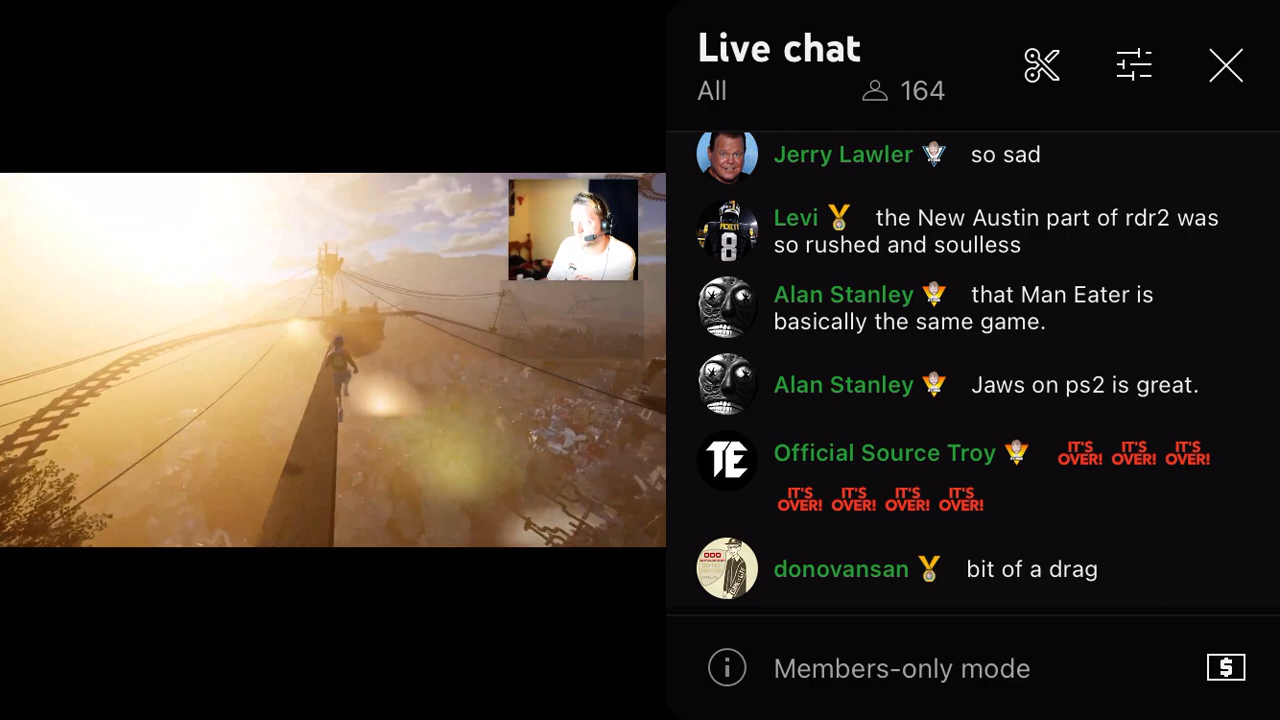 Live chat
All 164
Jerry Lawler so sad
Levi the New Austin part of rdr2 was
so rushed and soulless
Alan Stanley that Man Eater is
basically the same game.
Alan Stanley Jaws on ps2 is great.
Official Source Troy IT'S OVER! IT'S OVER! IT'S OVER!
IT'S OVER! IT'S OVER! IT'S OVER! IT'S OVER!
donovansan bit of a drag
Members-only mode
8
TE
$